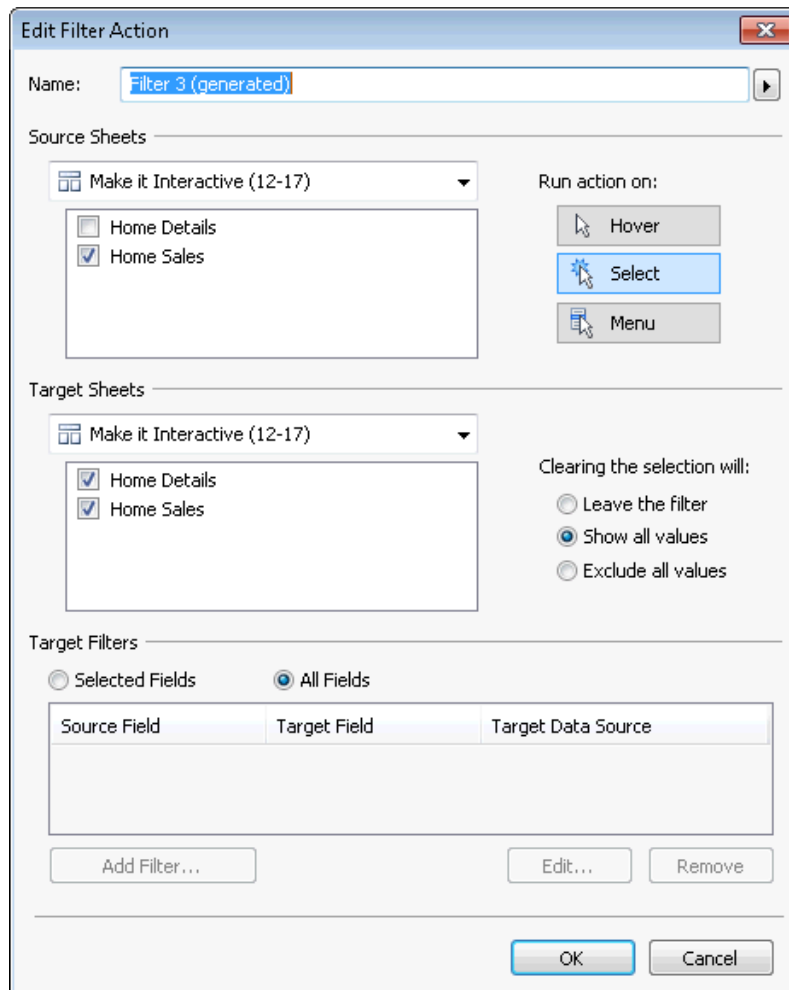 Edit Filter Action
Name: Filter 3 (generated)
Source Sheets
Make it Interactive (12-17)
Run action on:
Home Details
Hover
Home Sales
Select
Menu
Target Sheets
Make it Interactive (12-17)
Clearing the selection will:
Home Details
Leave the filter
Home Sales
Show all values
Exclude all values
Target Filters
Selected Fields All Fields
Source Field Target Field Target Data Source
Add Filter... Edit... Remove
OK Cancel